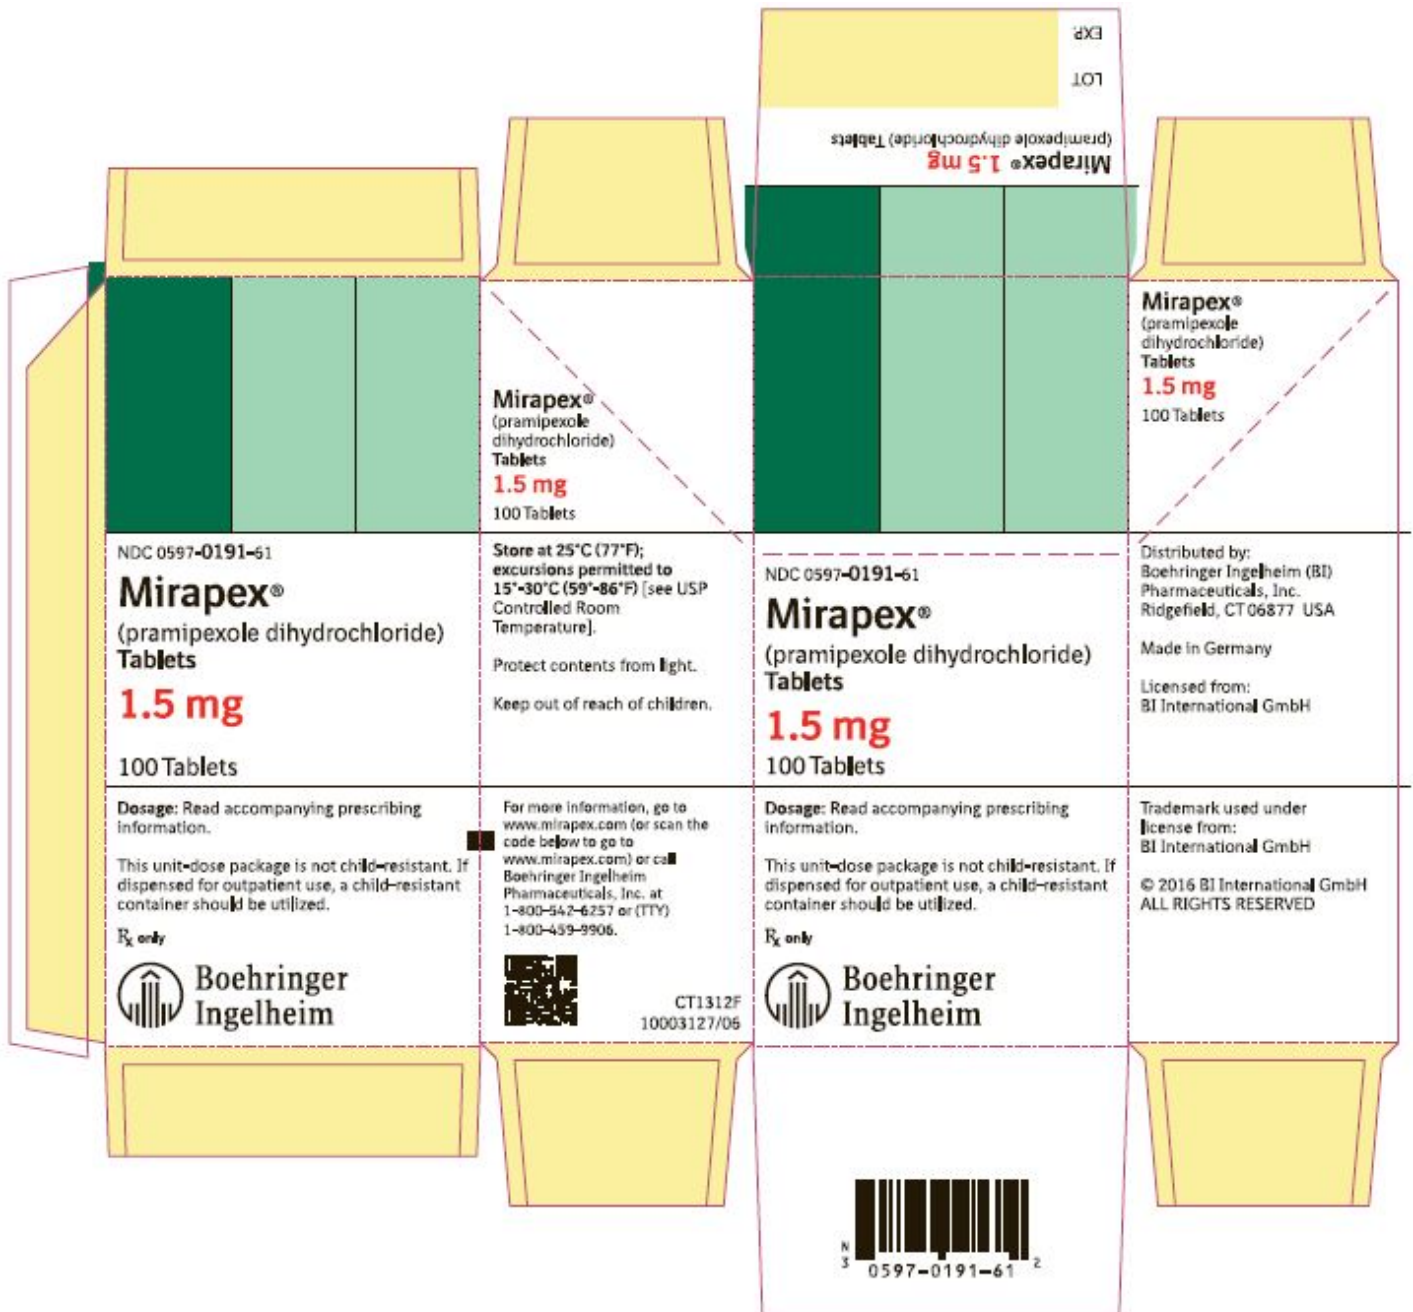 EXP.
LOT
Mirapex® 1.5 mg
(pramipexole dihydrochloride) Tablets
NDC 0597-0191-61
Mirapex®
(pramipexole dihydrochloride)
Tablets
1.5 mg
100 Tablets
Dosage: Read accompanying prescribing
information.
This unit-dose package is not child-resistant. If
dispensed for outpatient use, a child-resistant
container should be utilized.
Rx only
Boehringer
Ingelheim
Mirapex®
(pramipexole
dihydrochloride)
Tablets
1.5 mg
100 Tablets
Store at 25°C (77°F);
excursions permitted to
15°-30°C (59°-86°F) [see USP
Controlled Room
Temperature].
Protect contents from light.
Keep out of reach of children.
For more information, go to
www.mirapex.com (or scan the
code below to go to
www.mirapex.com) or call
Boehringer Ingelheim
Pharmaceuticals, Inc. at
1-800-542-6257 or (TTY)
1-800-459-9906.
CT1312F
10003127/06
NDC 0597-0191-61
Mirapex®
(pramipexole dihydrochloride)
Tablets
1.5 mg
100 Tablets
Dosage: Read accompanying prescribing
information.
This unit-dose package is not child-resistant. If
dispensed for outpatient use, a child-resistant
container should be utilized.
Rx only
Boehringer
Ingelheim
N
3 0597-0191-61 2
Mirapex®
(pramipexole
dihydrochloride)
Tablets
1.5 mg
100 Tablets
Distributed by:
Boehringer Ingelheim (BI)
Pharmaceuticals, Inc.
Ridgefield, CT 06877 USA
Made in Germany
Licensed from:
BI International GmbH
Trademark used under
license from:
BI International GmbH
© 2016 BI International GmbH
ALL RIGHTS RESERVED